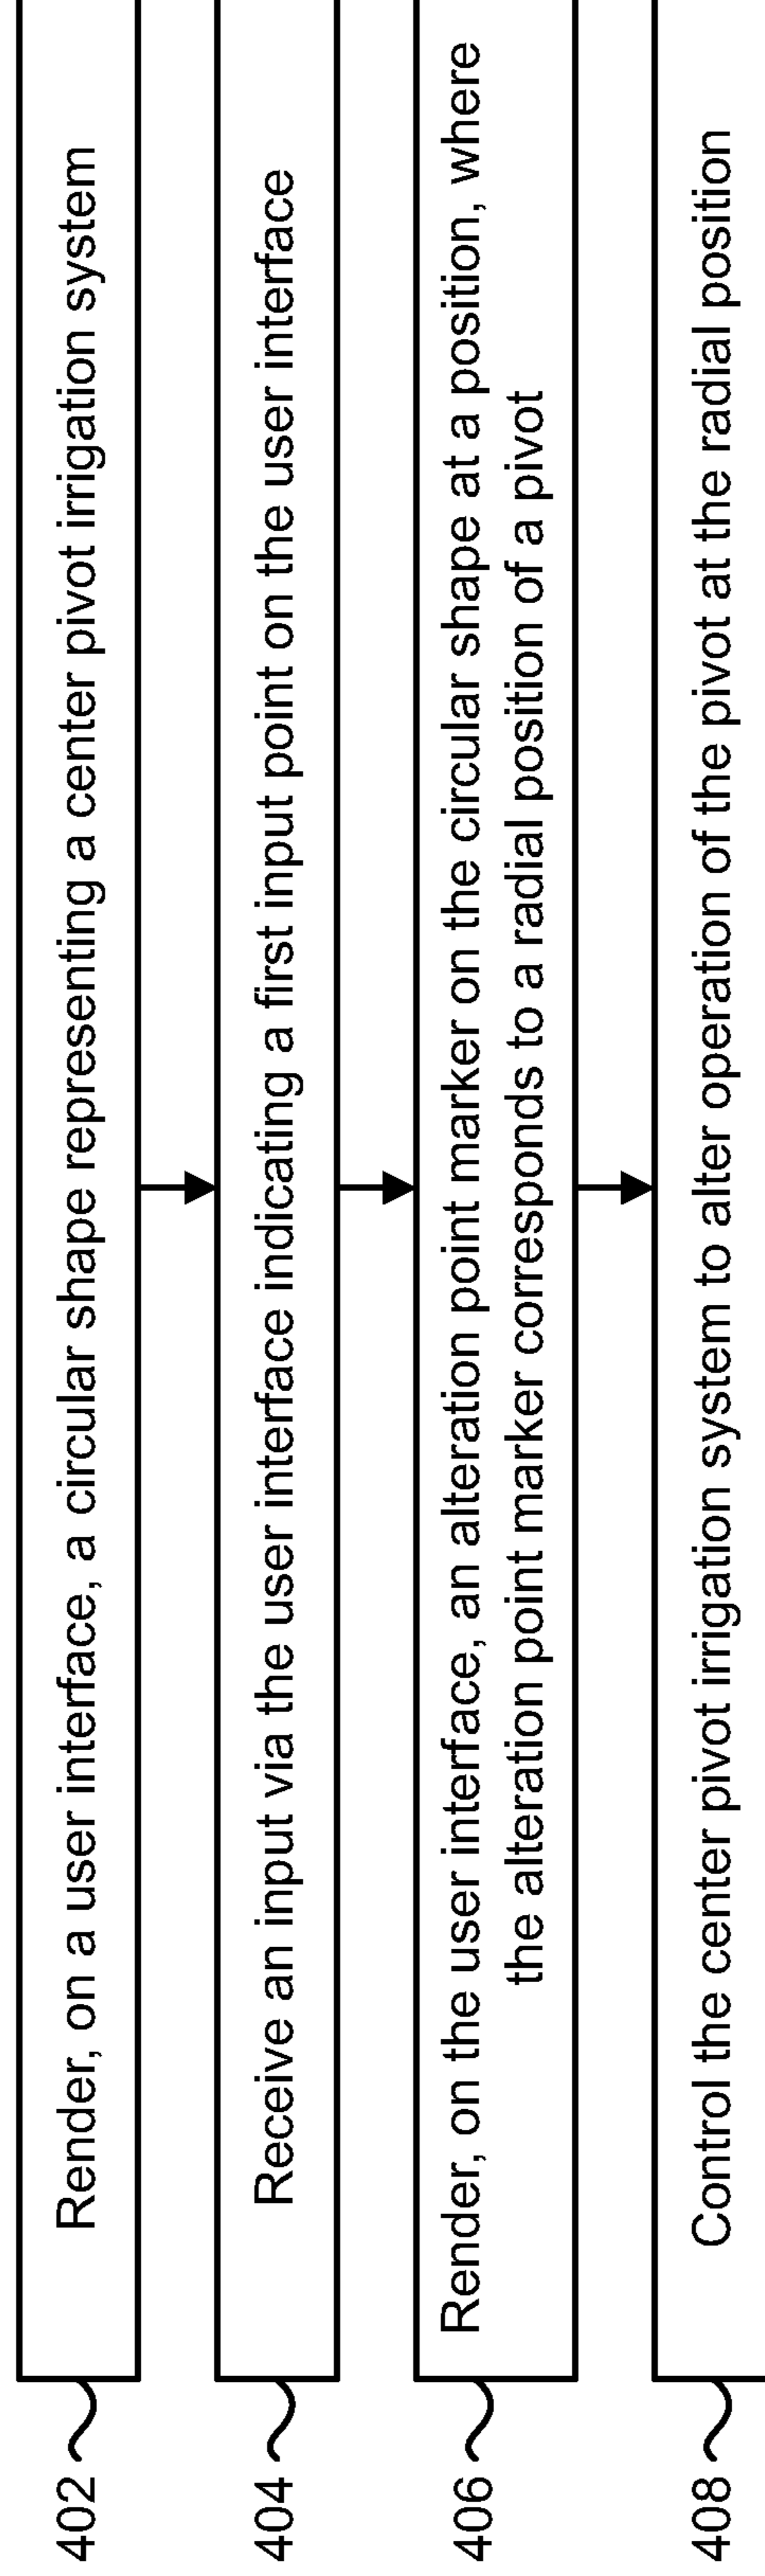 402
Render, on a user interface, a circular shape representing a center pivot irrigation system
404
Receive an input via the user interface indicating a first input point on the user interface
406
Render, on the user interface, an alteration point marker on the circular shape at a position, where
the alteration point marker corresponds to a radial position of a pivot
408
Control the center pivot irrigation system to alter operation of the pivot at the radial position